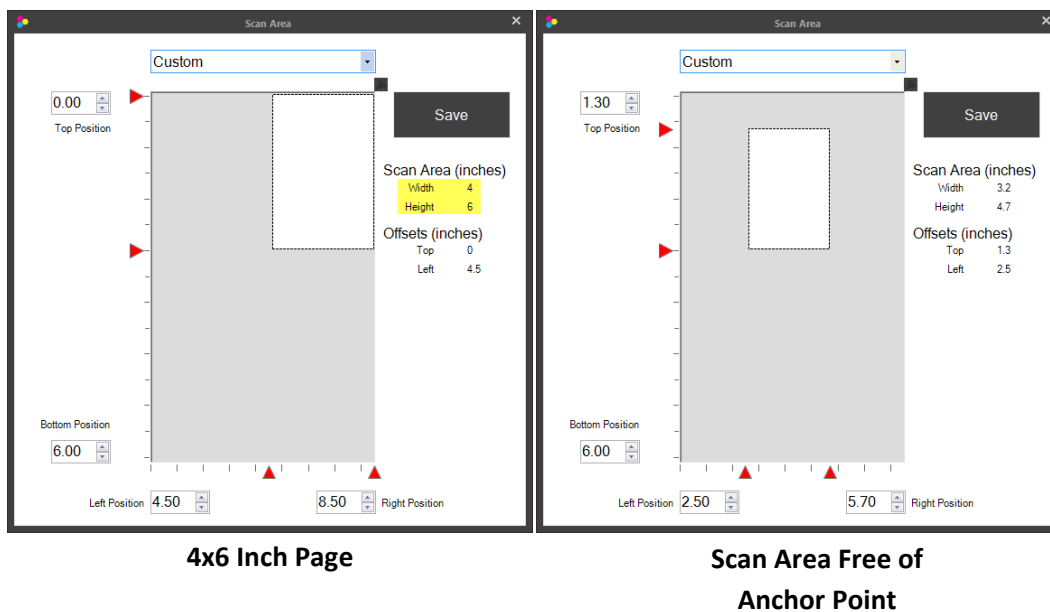 Scan Area
Custom
0.00
Top Position
Save
Scan Area (inches)
Width 4
Height 6
Offsets (inches)
Top 0
Left 4.5
Bottom Position
6.00
Left Position 4.50 8.50 Right Position
4x6 Inch Page
Scan Area
Custom
1.30
Top Position
Save
Scan Area (inches)
Width 3.2
Height 4.7
Offsets (inches)
Top 1.3
Left 2.5
Bottom Position
6.00
Left Position 2.50 5.70 Right Position
Scan Area Free of
Anchor Point